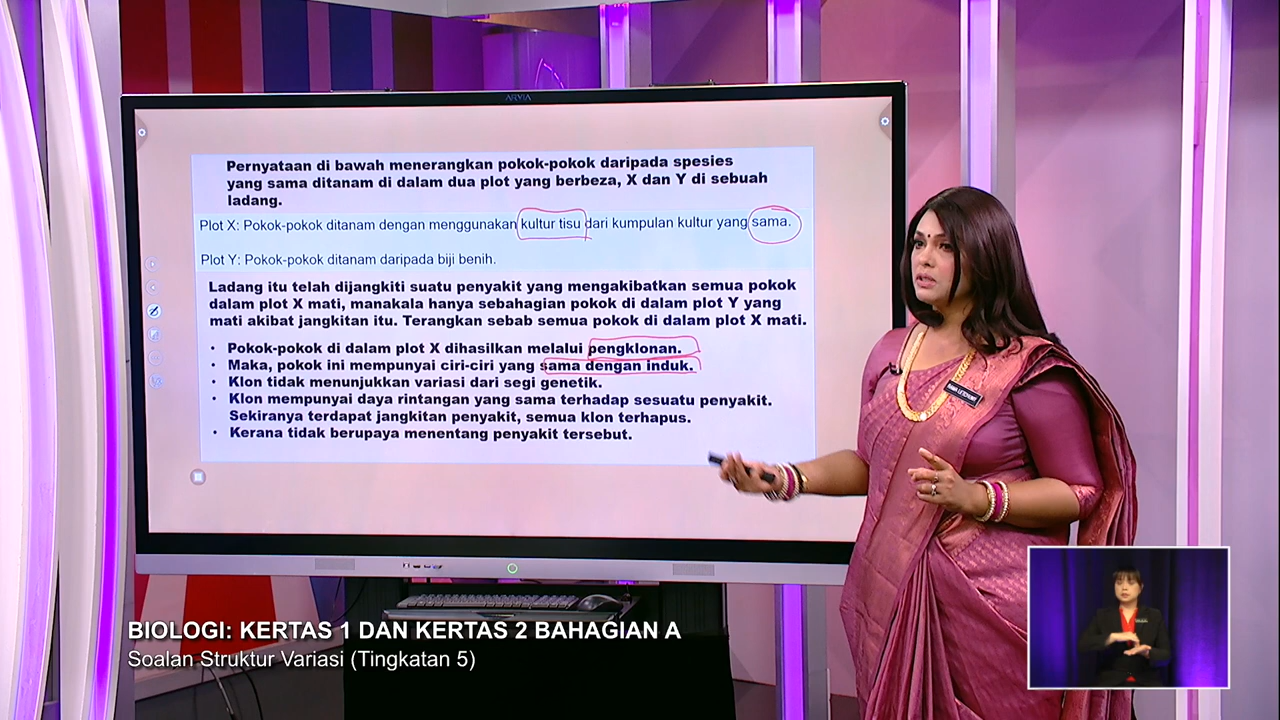 ARVIA
Pernyataan di bawah menerangkan pokok-pokok daripada spesies
yang sama ditanam di dalam dua plot yang berbeza, X dan Y di sebuah
ladang.
Plot X: Pokok-pokok ditanam dengan menggunakan kultur tisu dari kumpulan kultur yang sama.
Plot Y: Pokok-pokok ditanam daripada biji benih.
Ladang itu telah dijangkiti suatu penyakit yang mengakibatkan semua pokok
dalam plot X mati, manakala hanya sebahagian pokok di dalam plot Y yang
mati akibat jangkitan itu. Terangkan sebab semua pokok di dalam plot X mati.
• Pokok-pokok di dalam plot X dihasilkan melalui pengklonan.
• Maka, pokok ini mempunyai ciri-ciri yang sama dengan induk.
• Klon tidak menunjukkan variasi dari segi genetik.
• Klon mempunyai daya rintangan yang sama terhadap sesuatu penyakit.
Sekiranya terdapat jangkitan penyakit, semua klon terhapus.
• Kerana tidak berupaya menentang penyakit tersebut.
BIOLOGI: KERTAS 1 DAN KERTAS 2 BAHAGIAN A
Soalan Struktur Variasi (Tingkatan 5)